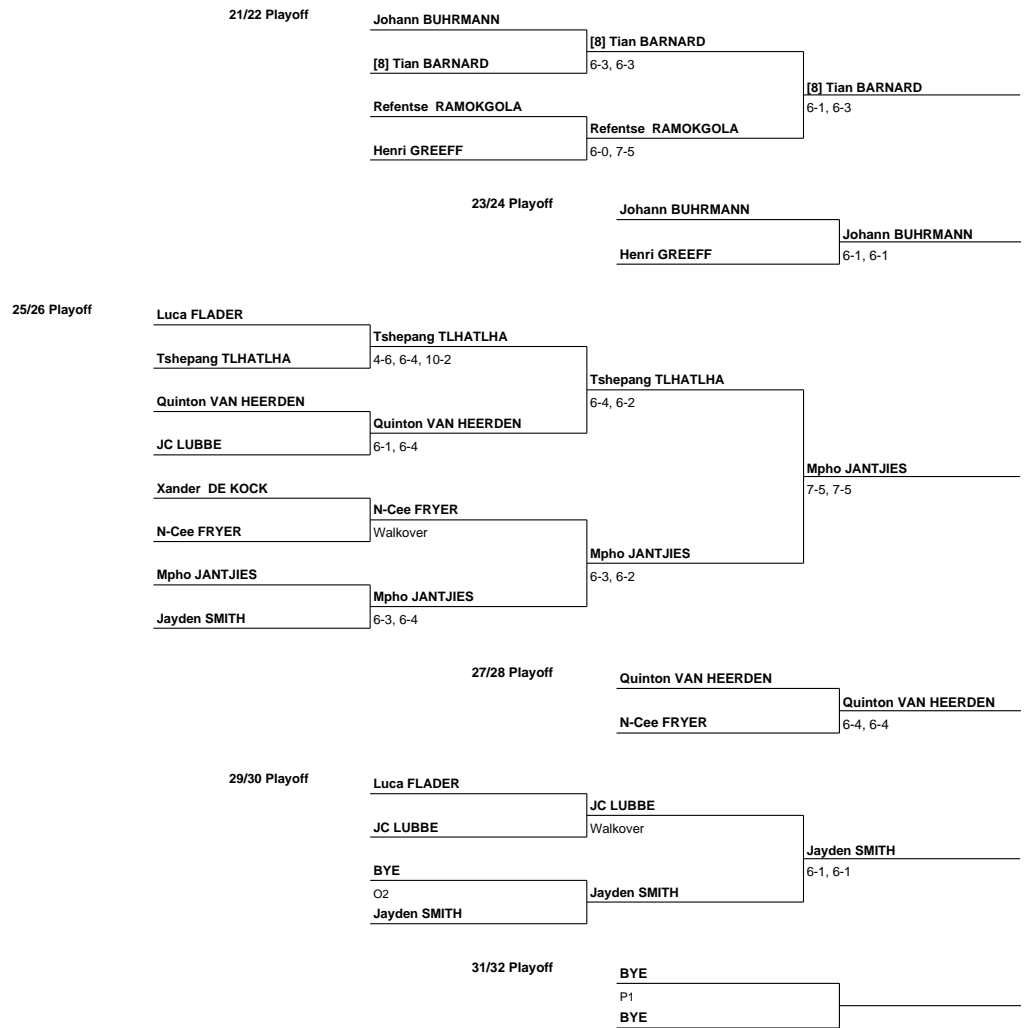 21/22 Playoff
Johann BUHRMANN
[8] Tian BARNARD
[8] Tian BARNARD
6-3, 6-3
[8] Tian BARNARD
6-1, 6-3
Refentse RAMOKGOLA
Refentse RAMOKGOLA
Henri GREEFF
6-0, 7-5
23/24 Playoff
Johann BUHRMANN
Johann BUHRMANN
Henri GREEFF
6-1, 6-1
25/26 Playoff
Luca FLADER
Tshepang TLHATLHA
Tshepang TLHATLHA
4-6, 6-4, 10-2
Tshepang TLHATLHA
6-4, 6-2
Quinton VAN HEERDEN
Quinton VAN HEERDEN
JC LUBBE
6-1, 6-4
Mpho JANTJIES
7-5, 7-5
Xander DE KOCK
N-Cee FRYER
N-Cee FRYER
Walkover
Mpho JANTJIES
6-3, 6-2
Mpho JANTJIES
Mpho JANTJIES
Jayden SMITH
6-3, 6-4
27/28 Playoff
Quinton VAN HEERDEN
Quinton VAN HEERDEN
N-Cee FRYER
6-4, 6-4
29/30 Playoff
Luca FLADER
JC LUBBE
JC LUBBE
Walkover
Jayden SMITH
6-1, 6-1
BYE
O2
Jayden SMITH
Jayden SMITH
31/32 Playoff
BYE
P1
BYE